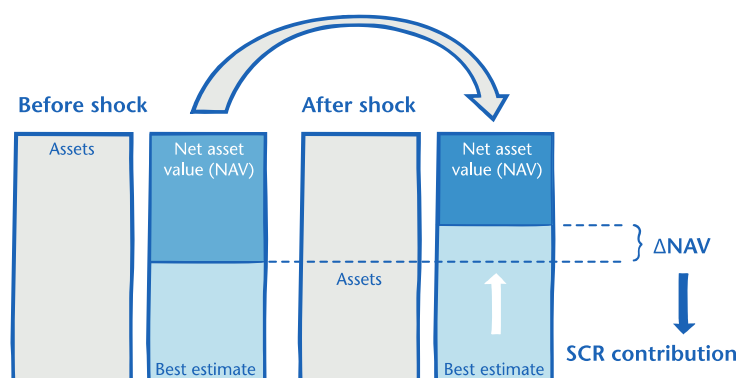 Before shock
After shock
Assets
Net asset
value (NAV)
Net asset
value (NAV)
ΔNAV
Assets
SCR contribution
Best estimate
Best estimate